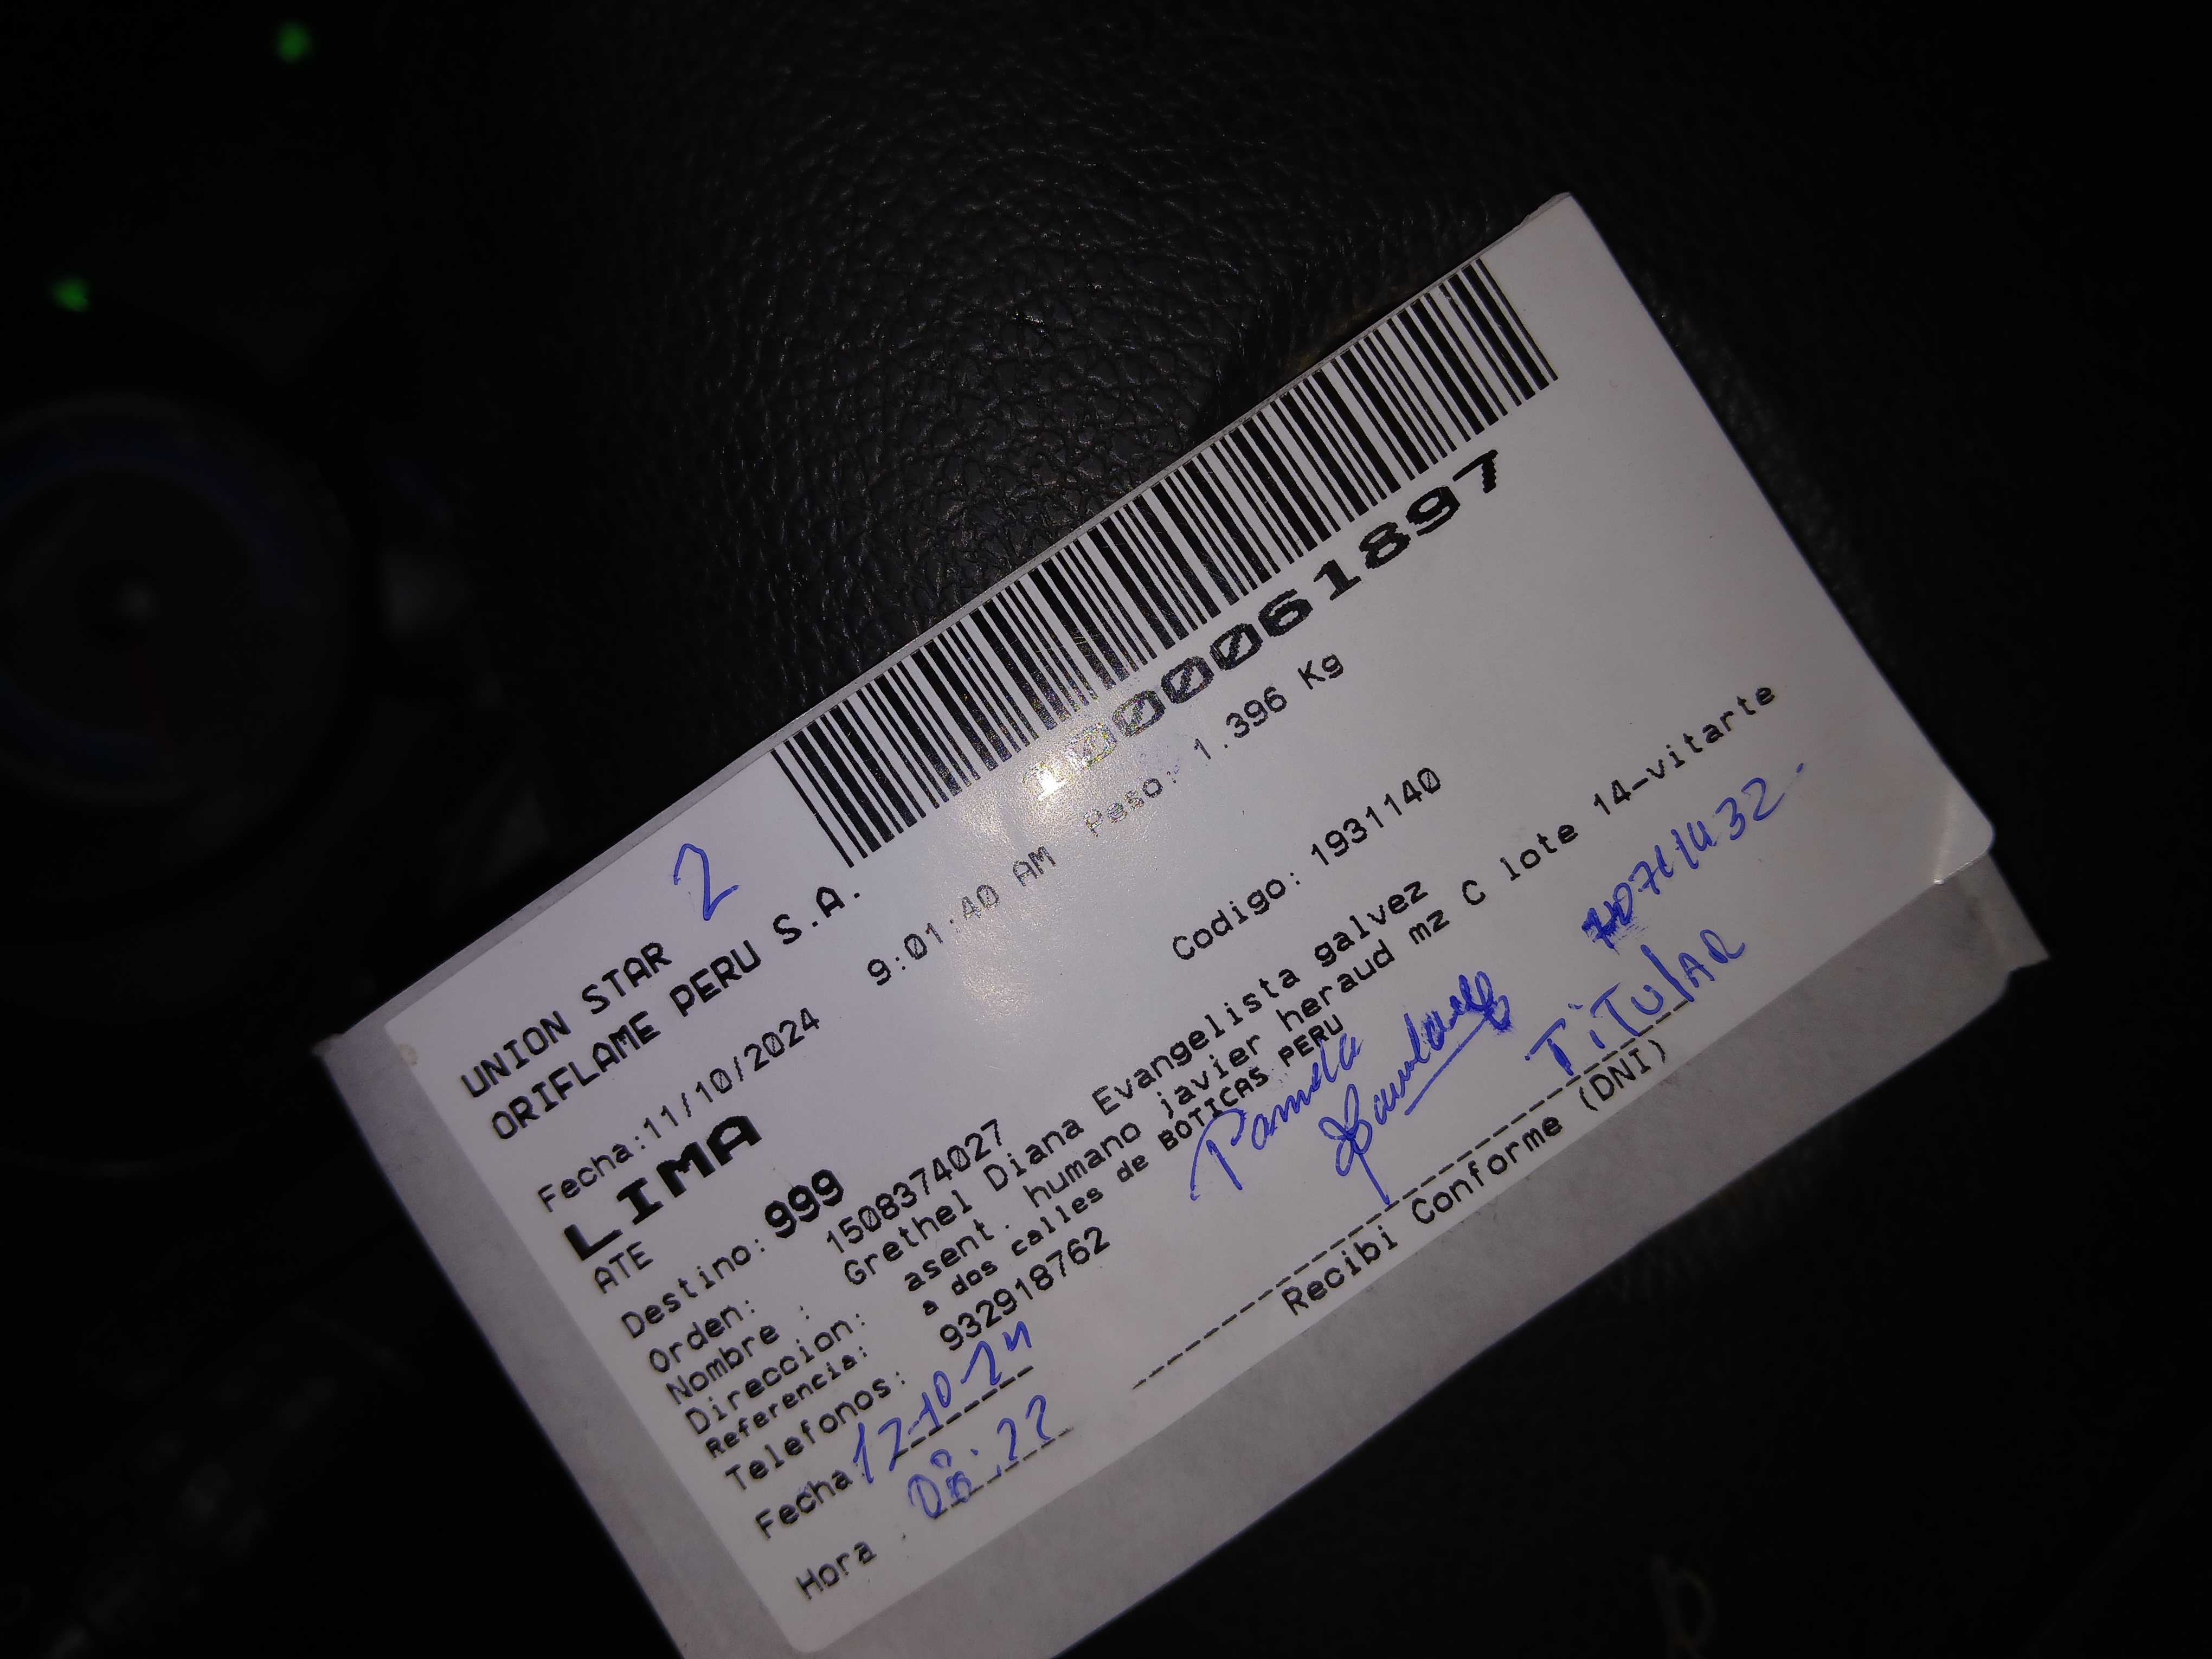 UNION STAR 2
ORIFLAME PERU S.A.
0000061897
Fecha:11/10/2024 9:01:40 AM Peso: 1.396 Kg
LIMA
ATE
Destino: 999
Codigo: 1931140
Orden: 1508374027
Nombre : Grethel Diana Evangelista galvez
Direccion: asent. humano javier heraud mz C lote 14-vitarte
Referencia: a dos calles de BOTICAS PERU
Telefonos: 932918762
Pamela
TiTulAR
Fecha: 12-10-24
Hora : 08:22
Recibi Conforme (DNI)